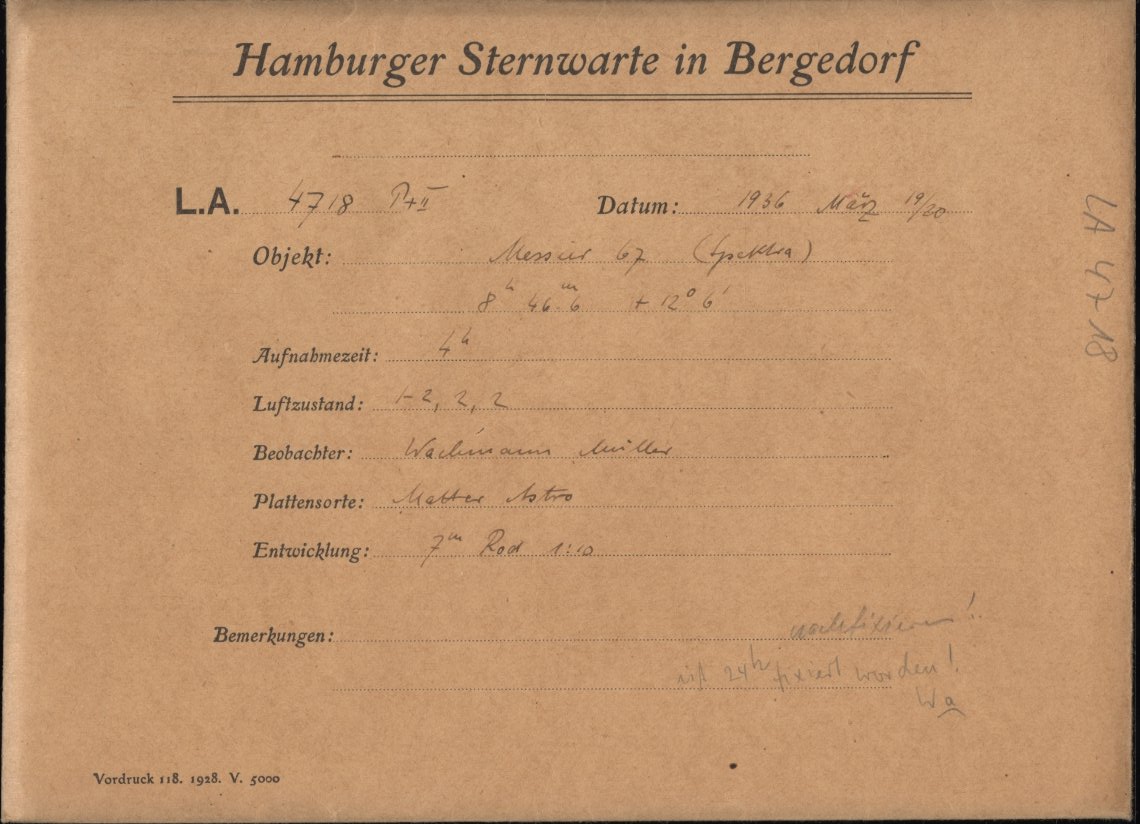 Hamburger Sternwarte in Bergedorf
L.A. 4718 P+II Datum: 1936 März 19/20
Objekt: Messier 67 (Spektra)
8h 46m.6 + 12° 6'
Aufnahmezeit: 4h
Luftzustand: 1-2, 2, 2
Beobachter: Wachmann Müller
Plattensorte: Matter Astro
Entwicklung: 7m Rod 1:10
Bemerkungen: nachfixieren!
ist 24h fixiert worden!
Wa
Vordruck 118. 1928. V. 5000
LA 4718